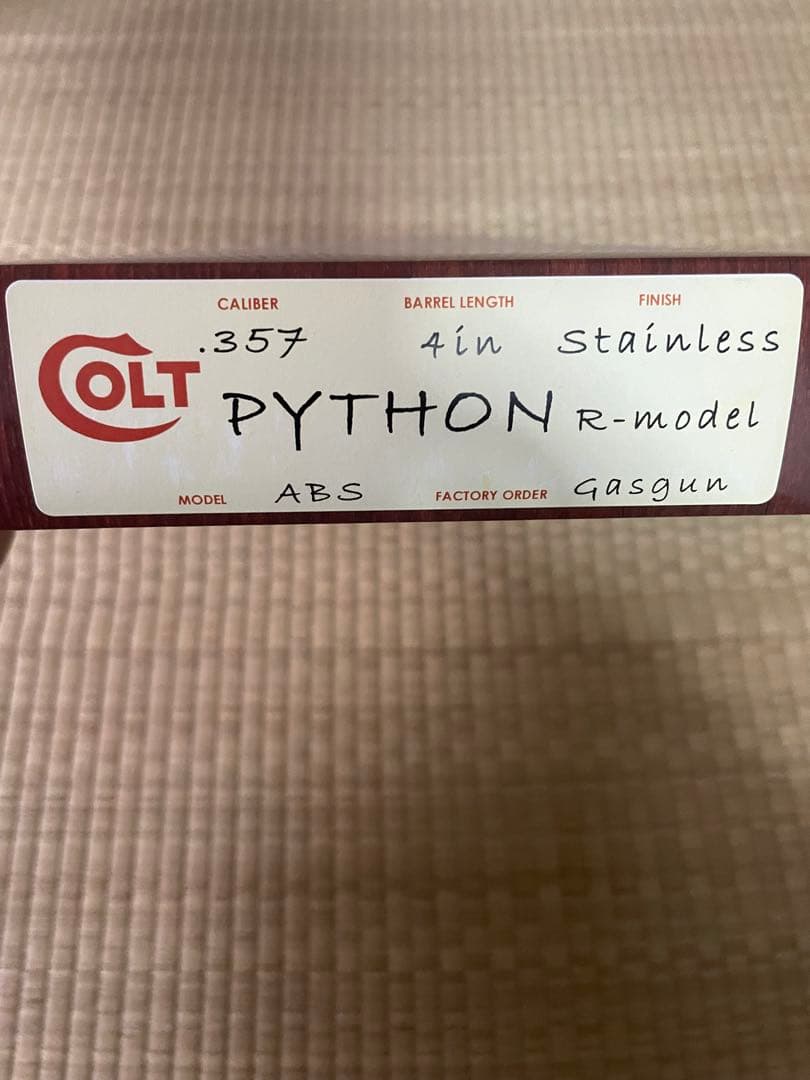 CALIBER BARREL LENGTH FINISH
.357 4in Stainless
COLT PYTHON R-model
MODEL ABS FACTORY ORDER Gasgun